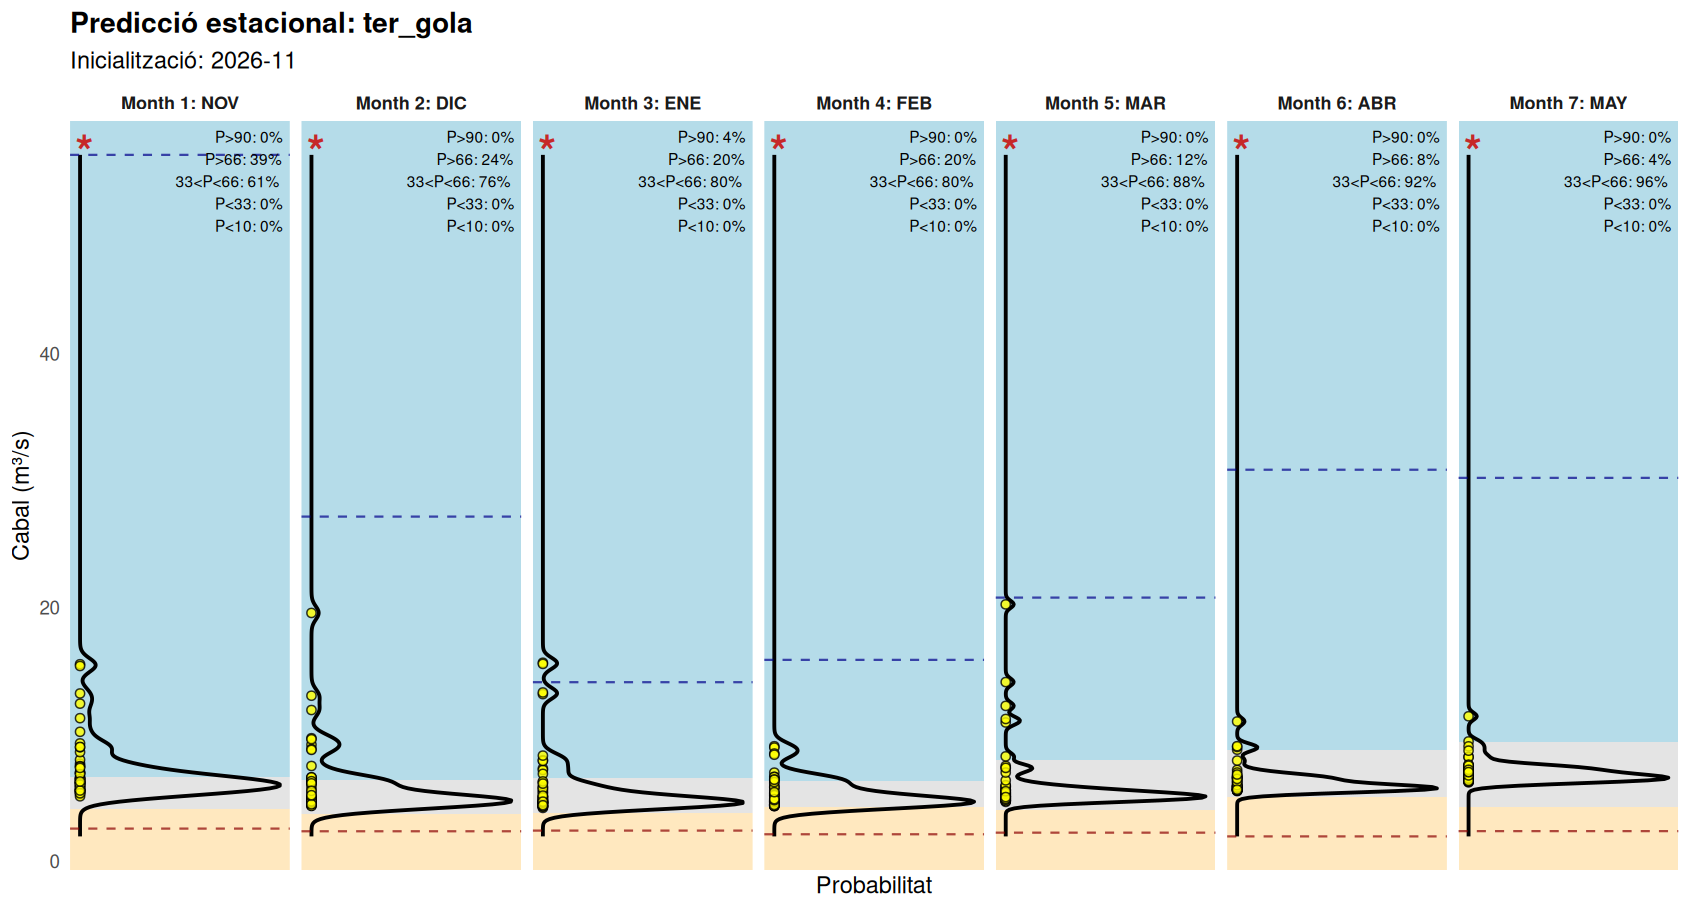 Predicció estacional: ter_gola
Inicialització: 2026-11
Month 1: NOV
Month 2: DIC
Month 3: ENE
Month 4: FEB
Month 5: MAR
Month 6: ABR
Month 7: MAY
*
P>90: 0%
P>66: 39%
33<P<66: 61%
P<33: 0%
P<10: 0%
*
P>90: 0%
P>66: 24%
33<P<66: 76%
P<33: 0%
P<10: 0%
*
P>90: 4%
P>66: 20%
33<P<66: 80%
P<33: 0%
P<10: 0%
*
P>90: 0%
P>66: 20%
33<P<66: 80%
P<33: 0%
P<10: 0%
*
P>90: 0%
P>66: 12%
33<P<66: 88%
P<33: 0%
P<10: 0%
*
P>90: 0%
P>66: 8%
33<P<66: 92%
P<33: 0%
P<10: 0%
*
P>90: 0%
P>66: 4%
33<P<66: 96%
P<33: 0%
P<10: 0%
40
20
0
Cabal (m³/s)
Probabilitat